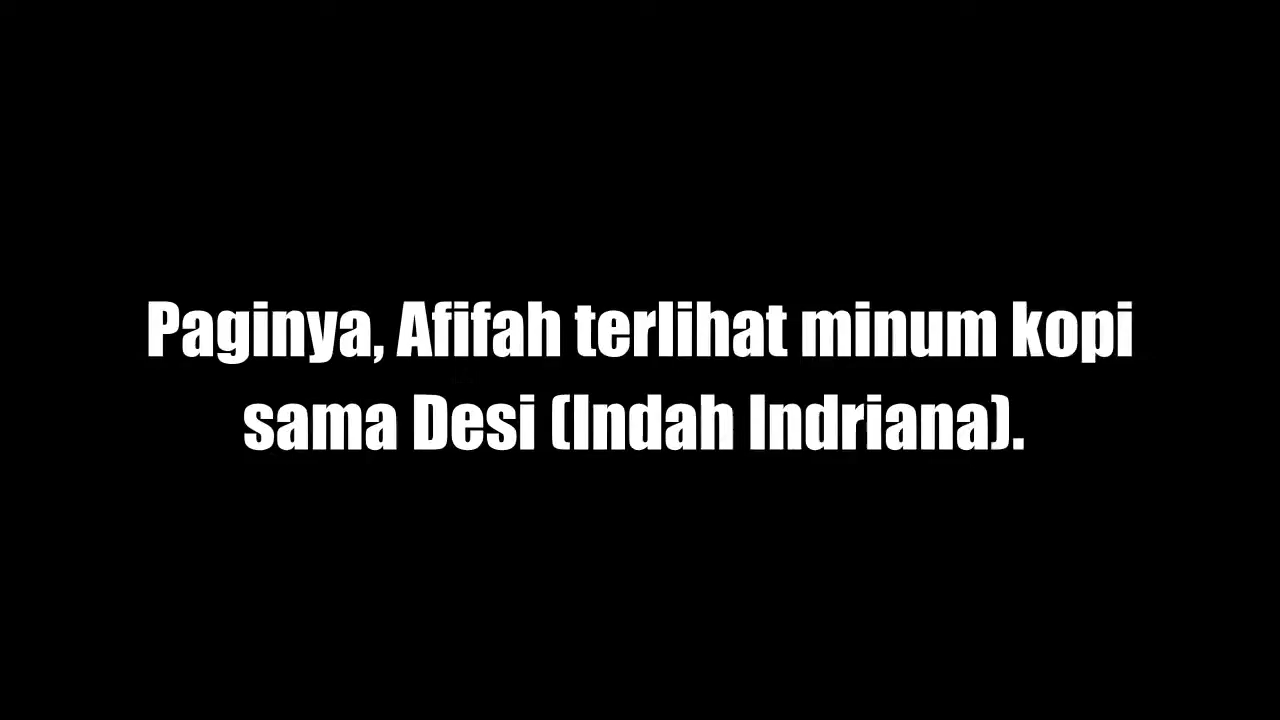 Paginya, Afifah terlihat minum kopi
sama Desi (Indah Indriana).